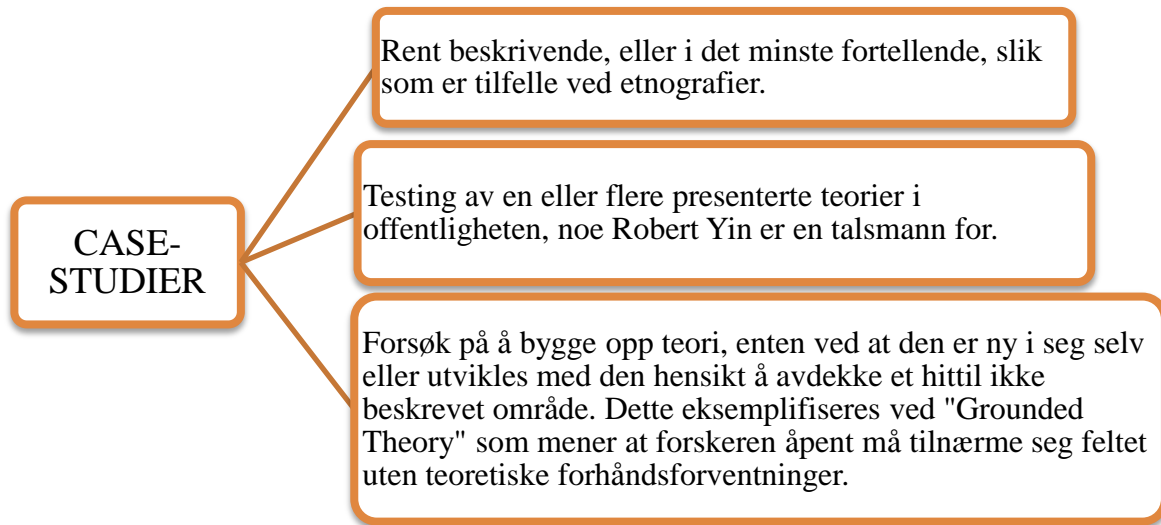 Rent beskrivende, eller i det minste fortellende, slik
som er tilfelle ved etnografier.
Testing av en eller flere presenterte teorier i
offentligheten, noe Robert Yin er en talsmann for.
CASE-
STUDIER
Forsøk på å bygge opp teori, enten ved at den er ny i seg selv
eller utvikles med den hensikt å avdekke et hittil ikke
beskrevet område. Dette eksemplifiseres ved "Grounded
Theory" som mener at forskeren åpent må tilnærme seg feltet
uten teoretiske forhåndsforventninger.